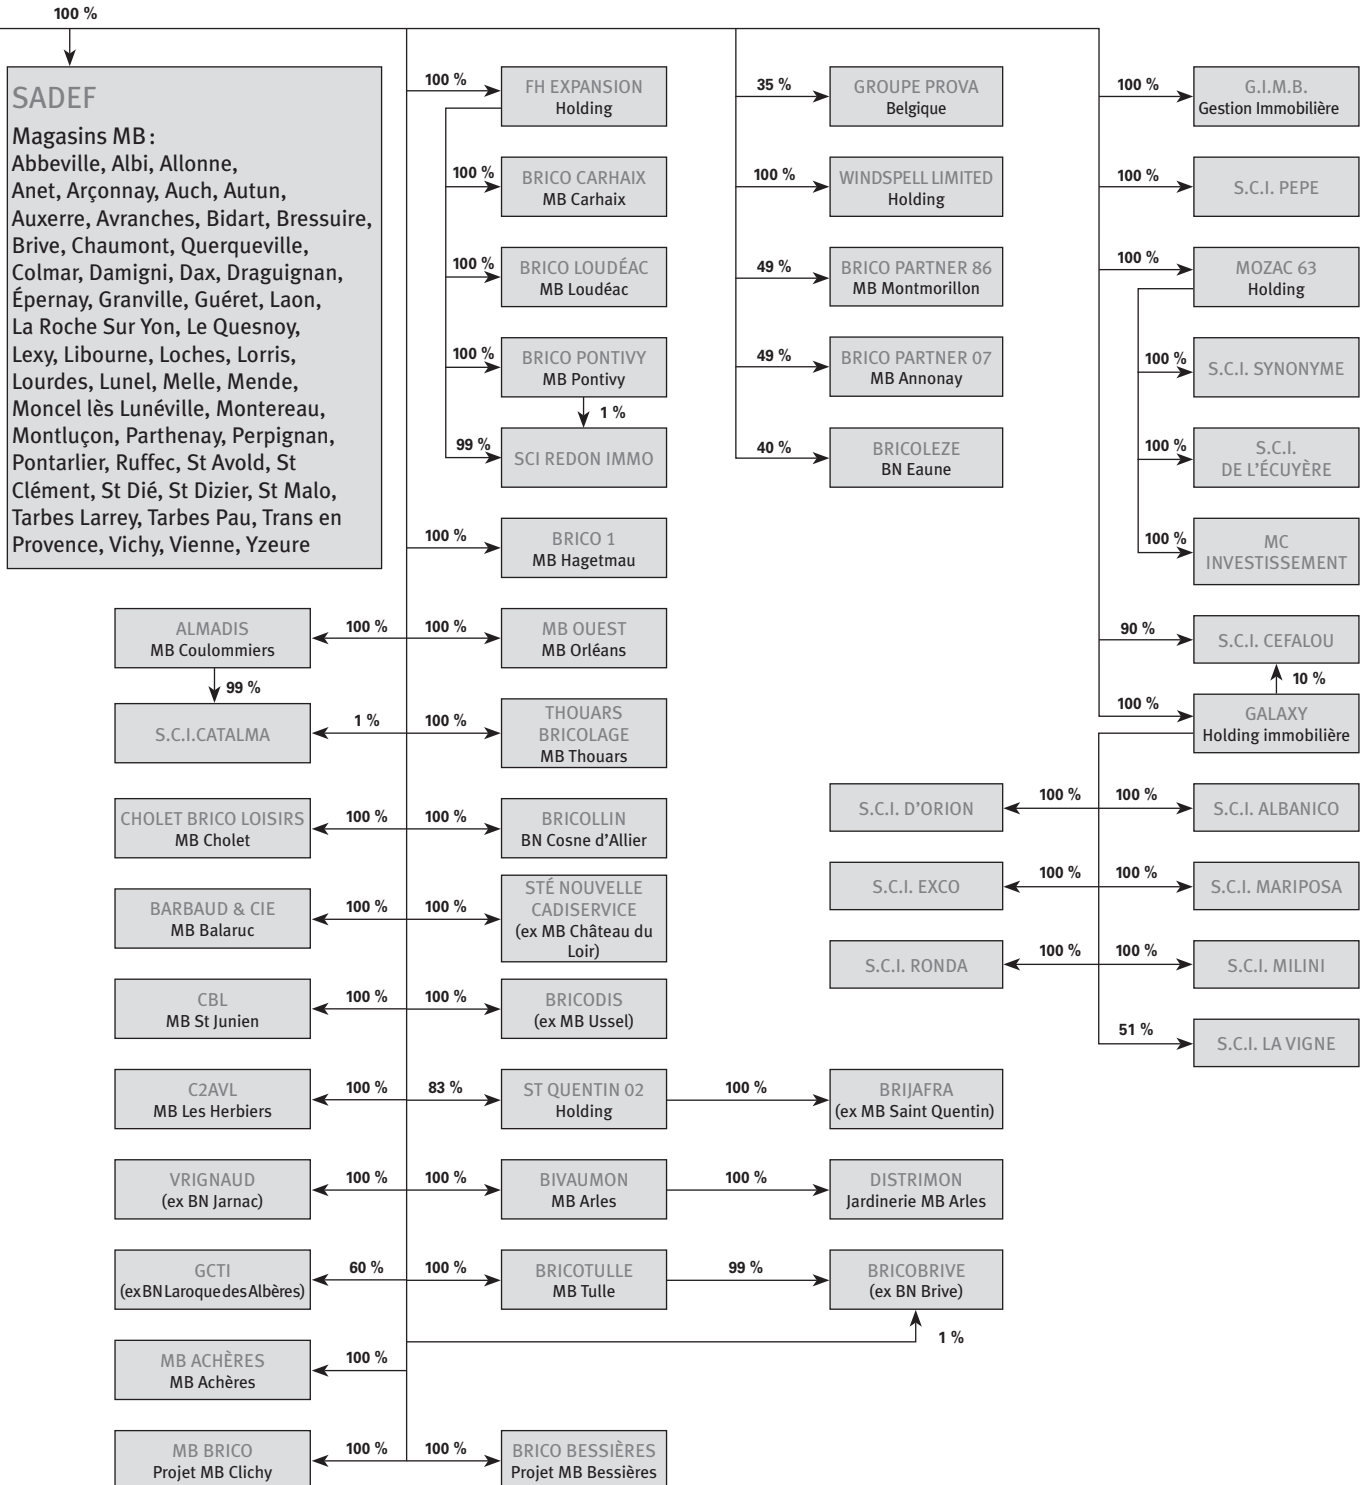 100 %
SADEF
Magasins MB :
Abbeville, Albi, Allonne,
Anet, Arçonnay, Auch, Autun,
Auxerre, Avranches, Bidart, Bressuire,
Brive, Chaumont, Querqueville,
Colmar, Damigni, Dax, Draguignan,
Épernay, Granville, Guéret, Laon,
La Roche Sur Yon, Le Quesnoy,
Lexy, Libourne, Loches, Lorris,
Lourdes, Lunel, Melle, Mende,
Moncel lès Lunéville, Montereau,
Montluçon, Parthenay, Perpignan,
Pontarlier, Ruffec, St Avold, St
Clément, St Dié, St Dizier, St Malo,
Tarbes Larrey, Tarbes Pau, Trans en
Provence, Vichy, Vienne, Yzeure
100 %
FH EXPANSION
Holding
100 %
BRICO CARHAIX
MB Carhaix
100 %
BRICO LOUDÉAC
MB Loudéac
100 %
BRICO PONTIVY
MB Pontivy
1 %
99 %
SCI REDON IMMO
35 %
GROUPE PROVA
Belgique
100 %
WINDSPELL LIMITED
Holding
49 %
BRICO PARTNER 86
MB Montmorillon
49 %
BRICO PARTNER 07
MB Annonay
40 %
BRICOLEZE
BN Eaune
100 %
G.I.M.B.
Gestion Immobilière
100 %
S.C.I. PEPE
100 %
MOZAC 63
Holding
100 %
S.C.I. SYNONYME
100 %
S.C.I.
DE L'ÉCUYÈRE
100 %
MC
INVESTISSEMENT
90 %
S.C.I. CEFALOU
10 %
100 %
GALAXY
Holding immobilière
S.C.I. D'ORION
100 %
100 %
S.C.I. ALBANICO
S.C.I. EXCO
100 %
100 %
S.C.I. MARIPOSA
S.C.I. RONDA
100 %
100 %
S.C.I. MILINI
51 %
S.C.I. LA VIGNE
100 %
BRICO 1
MB Hagetmau
ALMADIS
MB Coulommiers
100 %
100 %
MB OUEST
MB Orléans
99 %
S.C.I.CATALMA
1 %
100 %
THOUARS
BRICOLAGE
MB Thouars
CHOLET BRICO LOISIRS
MB Cholet
100 %
100 %
BRICOLLIN
BN Cosne d'Allier
BARBAUD & CIE
MB Balaruc
100 %
100 %
STÉ NOUVELLE
CADISERVICE
(ex MB Château du
Loir)
CBL
MB St Junien
100 %
100 %
BRICODIS
(ex MB Ussel)
C2AVL
MB Les Herbiers
100 %
83 %
ST QUENTIN 02
Holding
100 %
BRIJAFRA
(ex MB Saint Quentin)
VRIGNAUD
(ex BN Jarnac)
100 %
100 %
BIVAUMON
MB Arles
100 %
DISTRIMON
Jardinerie MB Arles
GCTI
(ex BN Laroque des Albères)
60 %
100 %
BRICOTULLE
MB Tulle
99 %
BRICOBRIVE
(ex BN Brive)
1 %
MB ACHÈRES
MB Achères
100 %
MB BRICO
Projet MB Clichy
100 %
100 %
BRICO BESSIÈRES
Projet MB Bessières